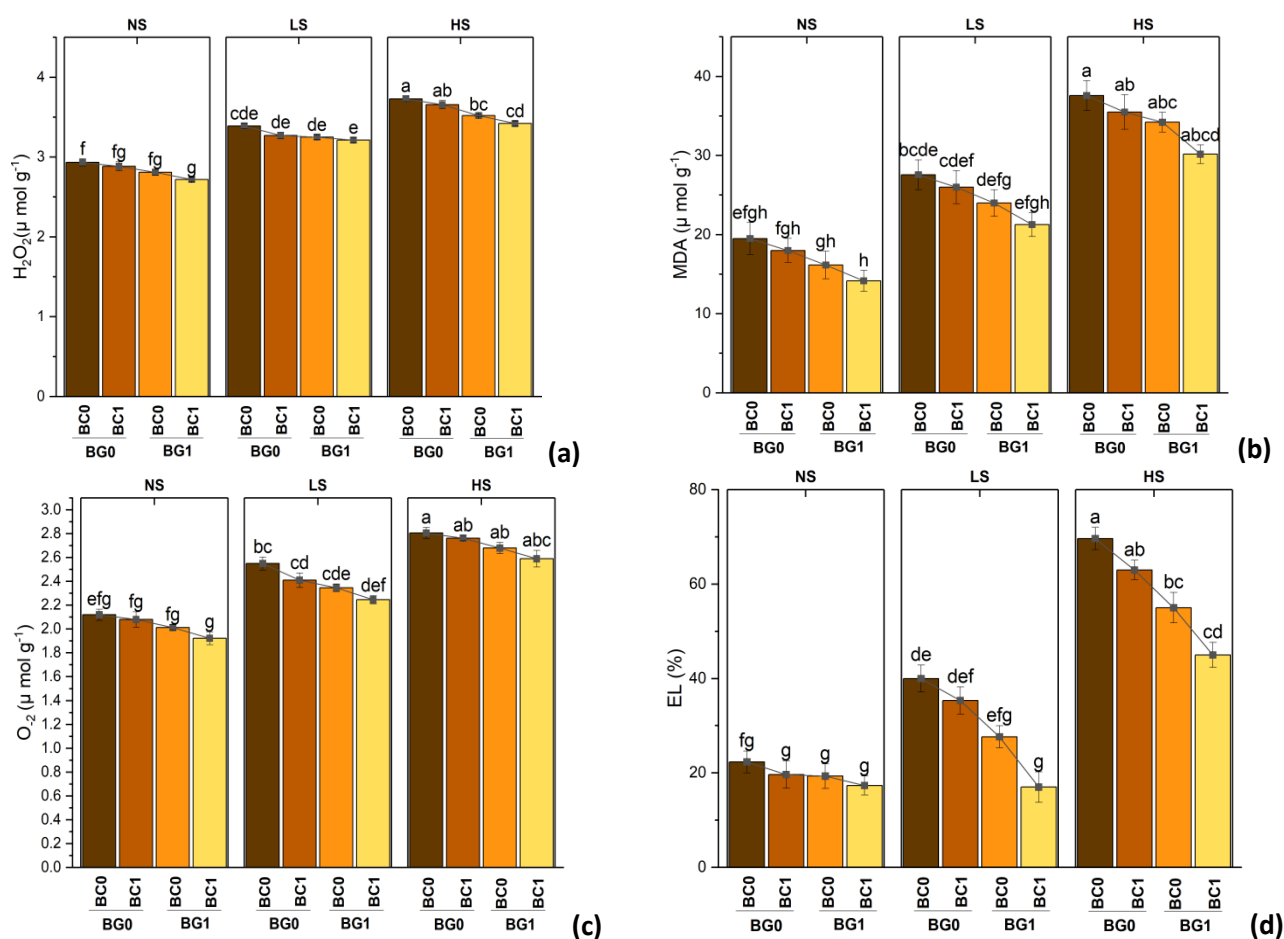 NS LS HS
H₂O₂(µ mol g⁻¹)
4
3
2
1
0
f fg fg g
cde de de e
a ab bc cd
BC0 BC1 BC0 BC1 BC0 BC1 BC0 BC1 BC0 BC1 BC0 BC1
BG0 BG1 BG0 BG1 BG0 BG1
(a)
NS LS HS
MDA (µ mol g⁻¹)
40
30
20
10
0
efgh fgh gh h
bcde cdef defg efgh
a ab abc abcd
BC0 BC1 BC0 BC1 BC0 BC1 BC0 BC1 BC0 BC1 BC0 BC1
BG0 BG1 BG0 BG1 BG0 BG1
(b)
NS LS HS
O₋₂ (µ mol g⁻¹)
3.0
2.8
2.6
2.4
2.2
2.0
1.8
1.6
1.4
1.2
1.0
0.8
0.6
0.4
0.2
0.0
efg fg fg g
bc cd cde def
a ab ab abc
BC0 BC1 BC0 BC1 BC0 BC1 BC0 BC1 BC0 BC1 BC0 BC1
BG0 BG1 BG0 BG1 BG0 BG1
(c)
NS LS HS
EL (%)
80
60
40
20
0
fg g g g
de def efg g
a ab bc cd
BC0 BC1 BC0 BC1 BC0 BC1 BC0 BC1 BC0 BC1 BC0 BC1
BG0 BG1 BG0 BG1 BG0 BG1
(d)